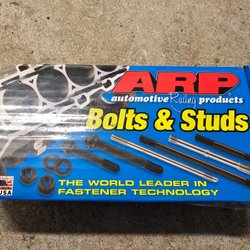 ARP
automotive Racing products
Bolts & Studs
THE WORLD LEADER IN
FASTENER TECHNOLOGY
USA